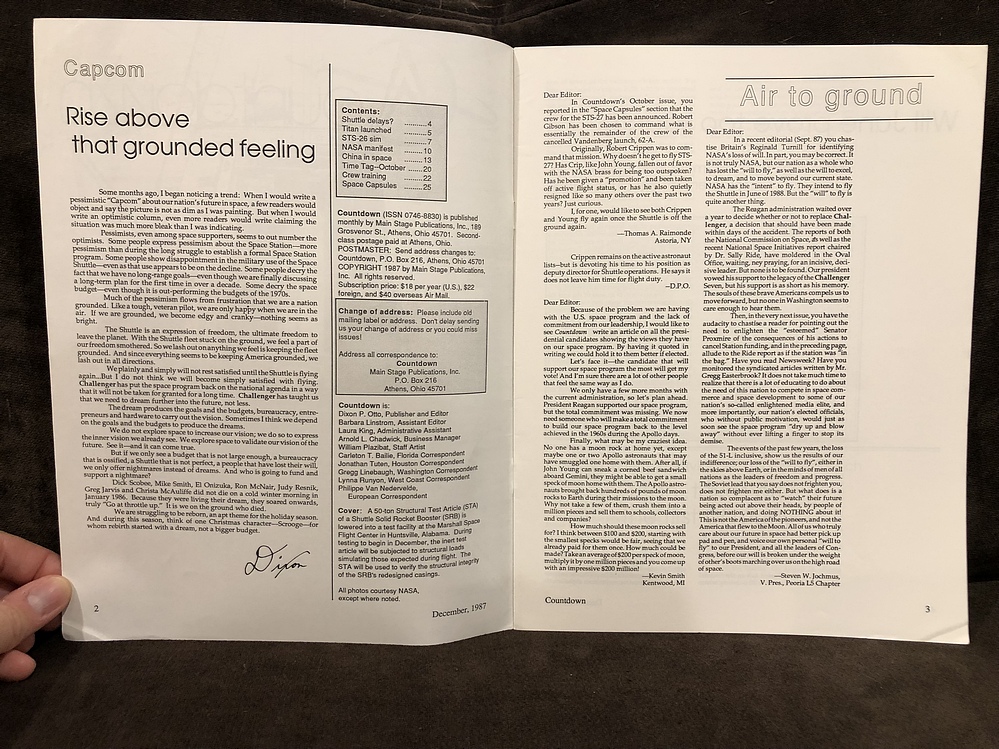 Capcom
Rise above
that grounded feeling
Some months ago, I began noticing a trend: When I would write a
pessimistic "Capcom" about our nation's future in space, a few readers would
object and say the picture is not as dim as I was painting. But when I would
write an optimistic column, even more readers would write claiming the
situation was much more bleak than I was indicating.
Pessimists, even among space supporters, seems to out number the
optimists. Some people express pessimism about the Space Station—more
pessimism than during the long struggle to establish a formal Space Station
program. Some people show disappointment in the military use of the Space
Shuttle—even as that use appears to be on the decline. Some people decry the
fact that we have no long-range goals—even though we are finally discussing
a long-term plan for the first time in over a decade. Some decry the space
budget—even though it is out-performing the budgets of the 1970s.
Much of the pessimism flows from frustration that we are a nation
grounded. Like a tough, veteran pilot, we are only happy when we are in the
air. If we are grounded, we become edgy and cranky—nothing seems
bright.
The Shuttle is an expression of freedom, the ultimate freedom to
leave the planet. With the Shuttle fleet stuck on the ground, we feel a part of
our freedom smothered. So we lash out on anything we feel is keeping the fleet
grounded. And since everything seems to be keeping America grounded, we
lash out in all directions.
We plainly and simply will not rest satisfied until the Shuttle is flying
again...But I do not think we will become simply satisfied with flying.
Challenger has put the space program back on the national agenda in a way
that it will not be taken for granted for a long time. Challenger has taught us
that we need to dream further into the future, not less.
The dream produces the goals and the budgets, bureaucracy, entre-
preneurs and hardware to carry out the vision. Sometimes I think we depend
on the goals and the budgets to produce the dreams.
We do not explore space to increase our vision; we do so to express
the inner vision we already see. We explore space to validate our vision of the
future. See it—and it can come true.
But if we only see a budget that is not large enough, a bureaucracy
that is ossified, a Shuttle that is not perfect, a people that have lost their will,
we only offer nightmares instead of dreams. And who is going to fund and
support a nightmare?
Dick Scobee, Mike Smith, El Onizuka, Ron McNair, Judy Resnik,
Greg Jarvis and Christa McAuliffe did not die on a cold winter morning in
January 1986. Because they were living their dream, they soared onwards,
truly "Go at throttle up." It is we on the ground who died.
We are struggling to be reborn, an apt theme for the holiday season.
And during this season, think of one Christmas character—Scrooge—for
whom rebirth started with a dream, not a bigger budget.
Dixon
2
Contents:
Shuttle delays? ..........4
Titan launched ..........5
STS-26 sim ..........7
NASA manifest ..........10
China in space ..........13
Time Tag–October ..........20
Crew training ..........22
Space Capsules ..........25
Countdown (ISSN 0746-8830) is published
monthly by Main Stage Publications, Inc., 189
Grosvenor St., Athens, Ohio 45701. Second-
class postage paid at Athens, Ohio.
POSTMASTER: Send address changes to:
Countdown, P.O. Box 216, Athens, Ohio 45701
COPYRIGHT 1987 by Main Stage Publications,
Inc. All rights reserved.
Subscription price: $18 per year (U.S.), $22
foreign, and $40 overseas Air Mail.
Change of address: Please include old
mailing label or address. Don't delay sending
us your change of address or you could miss
issues!
Address all correspondence to:
Countdown
Main Stage Publications, Inc.
P.O. Box 216
Athens, Ohio 45701
Countdown is:
Dixon P. Otto, Publisher and Editor
Barbara Linstrom, Assistant Editor
Laura King, Administrative Assistant
Arnold L. Chadwick, Business Manager
William Plazibat, Staff Artist
Carleton T. Bailie, Florida Correspondent
Jonathan Tuten, Houston Correspondent
Gregg Linebaugh, Washington Correspondent
Lynna Runyon, West Coast Correspondent
Philippe Van Nedervelde,
European Correspondent
Cover: A 50-ton Structural Test Article (STA)
of a Shuttle Solid Rocket Booster (SRB) is
lowered into a test facility at the Marshall Space
Flight Center in Huntsville, Alabama. During
testing to begin in December, the inert test
article will be subjected to structural loads
simulating those expected during flight. The
STA will be used to verify the structural integrity
of the SRB's redesigned casings.
All photos courtesy NASA,
except where noted.
December, 1987
Air to ground
Dear Editor:
In Countdown's October issue, you
reported in the "Space Capsules" section that the
crew for the STS-27 has been announced. Robert
Gibson has been chosen to command what is
essentially the remainder of the crew of the
cancelled Vandenberg launch, 62-A.
Originally, Robert Crippen was to com-
mand that mission. Why doesn't he get to fly STS-
27? Has Crip, like John Young, fallen out of favor
with the NASA brass for being too outspoken?
Has he been given a "promotion" and been taken
off active flight status, or has he also quietly
resigned like so many others over the past two
years? Just curious.
I, for one, would like to see both Crippen
and Young fly again once the Shuttle is off the
ground again.
—Thomas A. Raimonde
Astoria, NY
Crippen remains on the active astronaut
lists—but is devoting his time to his position as
deputy director for Shuttle operations. He says it
does not leave him time for flight duty.
–D.P.O.
Dear Editor:
Because of the problem we are having
with the U.S. space program and the lack of
commitment from our leadership, I would like to
see Countdown write an article on all the presi-
dential candidates showing the views they have
on our space program. By having it quoted in
writing we could hold it to them better if elected.
Let's face it—the candidate that will
support our space program the most will get my
vote! And I'm sure there are a lot of other people
that feel the same way as I do.
We only have a few more months with
the current administration, so let's plan ahead.
President Reagan supported our space program,
but the total commitment was missing. We now
need someone who will make a total commitment
to build our space program back to the level
achieved in the 1960s during the Apollo days.
Finally, what may be my craziest idea.
No one has a moon rock at home yet, except
maybe one or two Apollo astronauts that may
have smuggled one home with them. After all, if
John Young can sneak a corned beef sandwich
aboard Gemini, they might be able to get a small
speck of moon home with them. The Apollo astro-
nauts brought back hundreds of pounds of moon
rocks to Earth during their missions to the moon.
Why not take a few of them, crush them into a
million pieces and sell them to schools, collectors
and companies?
How much should these moon rocks sell
for? I think between $100 and $200, starting with
the smallest specks would be fair, seeing that we
already paid for them once. How much could be
made? Take an average of $200 per speck of moon,
multiply it by one million pieces and you come up
with an impressive $200 million!
—Kevin Smith
Kentwood, MI
Countdown
Dear Editor:
In a recent editorial (Sept. 87) you chas-
tise Britain's Reginald Turnill for identifying
NASA's loss of will. In part, you may be correct. It
is not truly NASA, but our nation as a whole who
has lost the "will to fly," as well as the will to excel,
to dream, and to move beyond our current state.
NASA has the "intent" to fly. They intend to fly
the Shuttle in June of 1988. But the "will" to fly is
quite another thing.
The Reagan administration waited over
a year to decide whether or not to replace Chal-
lenger, a decision that should have been made
within days of the accident. The reports of both
the National Commission on Space, as well as the
recent National Space Initiatives report chaired
by Dr. Sally Ride, have moldered in the Oval
Office, waiting, ney praying, for an incisive, deci-
sive leader. But none is to be found. Our president
vowed his support to the legacy of the Challenger
Seven, but his support is as short as his memory.
The souls of these brave Americans compels us to
move forward, but no one in Washington seems to
care enough to hear them.
Then, in the very next issue, you have the
audacity to chastise a reader for pointing out the
need to enlighten the "esteemed" Senator
Proxmire of the consequences of his actions to
cancel Station funding, and in the preceding page,
allude to the Ride report as if the station was "in
the bag." Have you read Newsweek? Have you
monitored the syndicated articles written by Mr.
Gregg Easterbrook? It does not take much time to
realize that there is a lot of educating to do about
the need of this nation to compete in space com-
merce and space development to some of our
nation's so-called enlightened media elite, and
more importantly, our nation's elected officials,
who without public motivation, would just as
soon see the space program "dry up and blow
away" without ever lifting a finger to stop its
demise.
The events of the past few years, the loss
of the 51-L inclusive, show us the results of our
indifference; our loss of the "will to fly", either in
the skies over Earth, or in the minds of men of all
nations as the leaders of freedom and progress.
The Soviet lead that you say does not frighten you,
does not frighten me either. But what does is a
nation so complacent as to "watch" their future
being acted out above their heads, by people of
another nation, and doing NOTHING about it!
This is not the America of the pioneers, and not the
America that flew to the Moon. All of us who truly
care about our future in space had better pick up
pad and pen, and voice our own personal "will to
fly" to our President, and all the leaders of Con-
gress, before our will is broken under the weight
of other's boots marching over us on the high road
of space.
—Steven W. Jochmus,
V. Pres., Peoria L5 Chapter
3